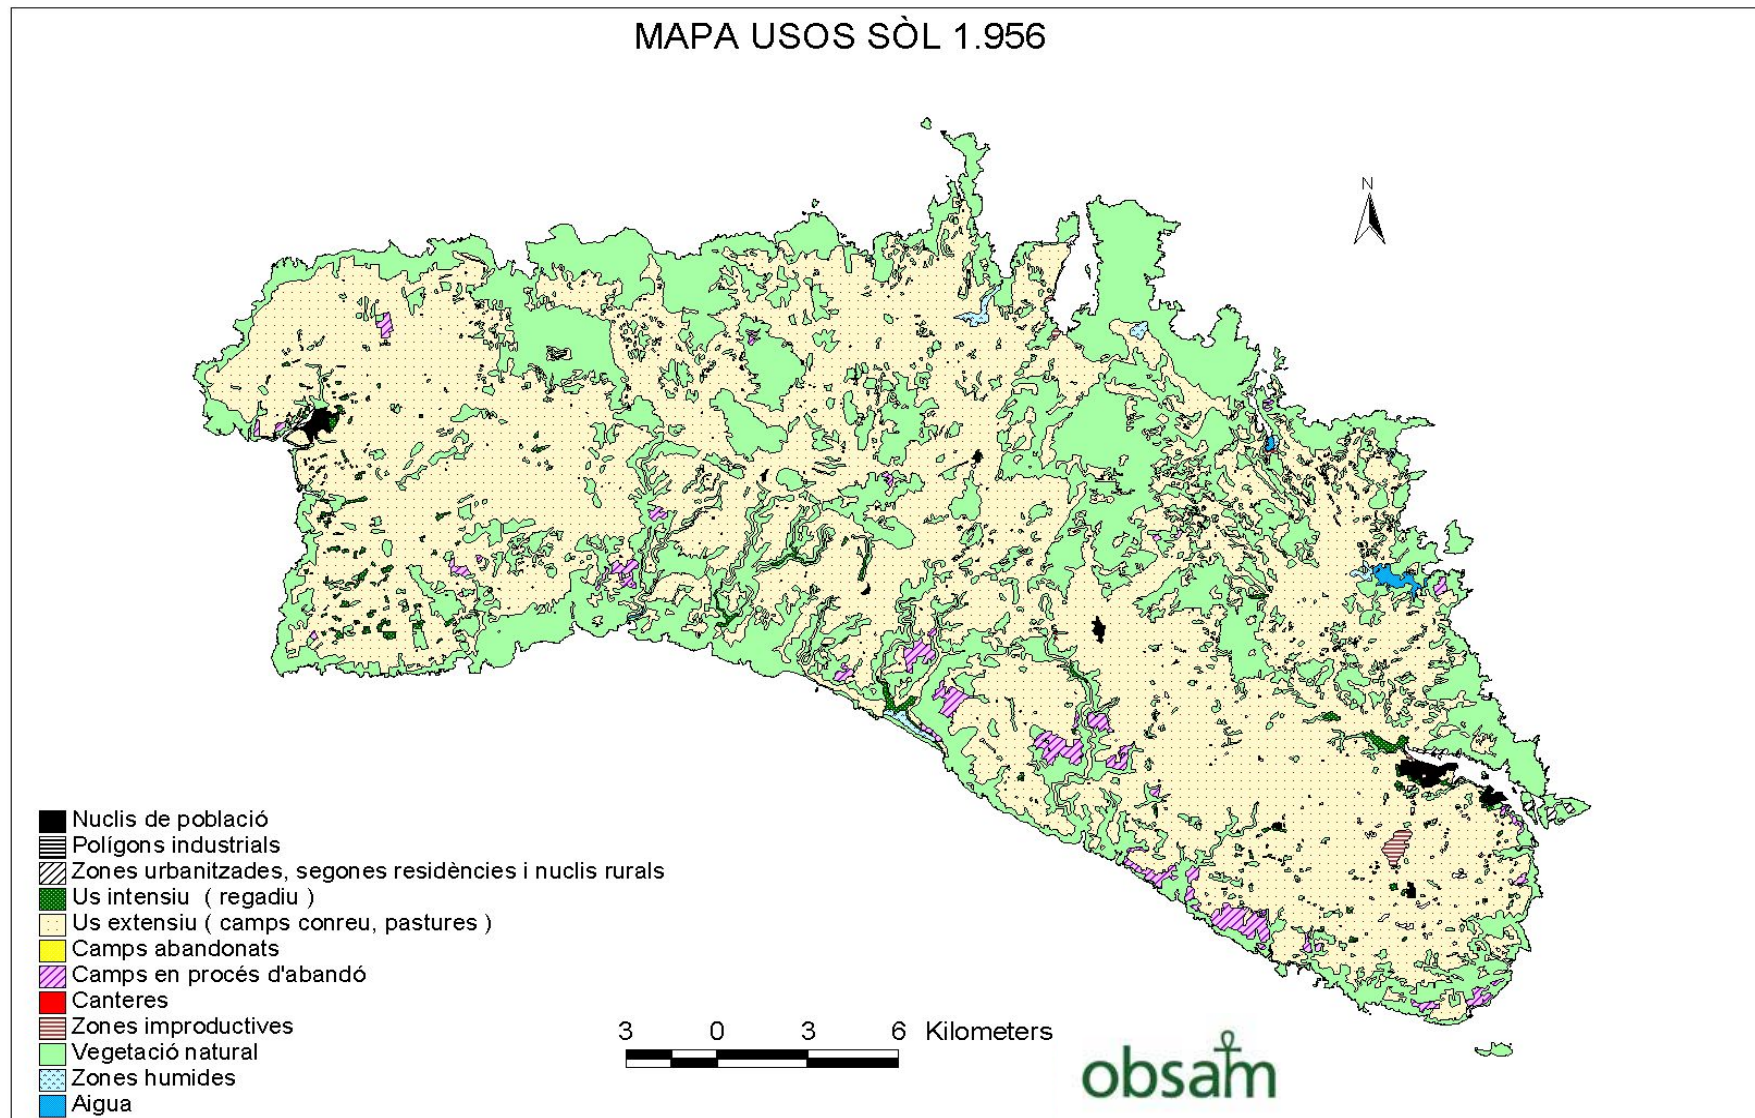 MAPA USOS SÒL 1.956
N
Nuclis de població
Polígons industrials
Zones urbanitzades, segones residències i nuclis rurals
Us intensiu ( regadiu )
Us extensiu ( camps conreu, pastures )
Camps abandonats
Camps en procés d'abandó
Canteres
Zones improductives
Vegetació natural
Zones humides
Aigua
3 0 3 6 Kilometers
obsam